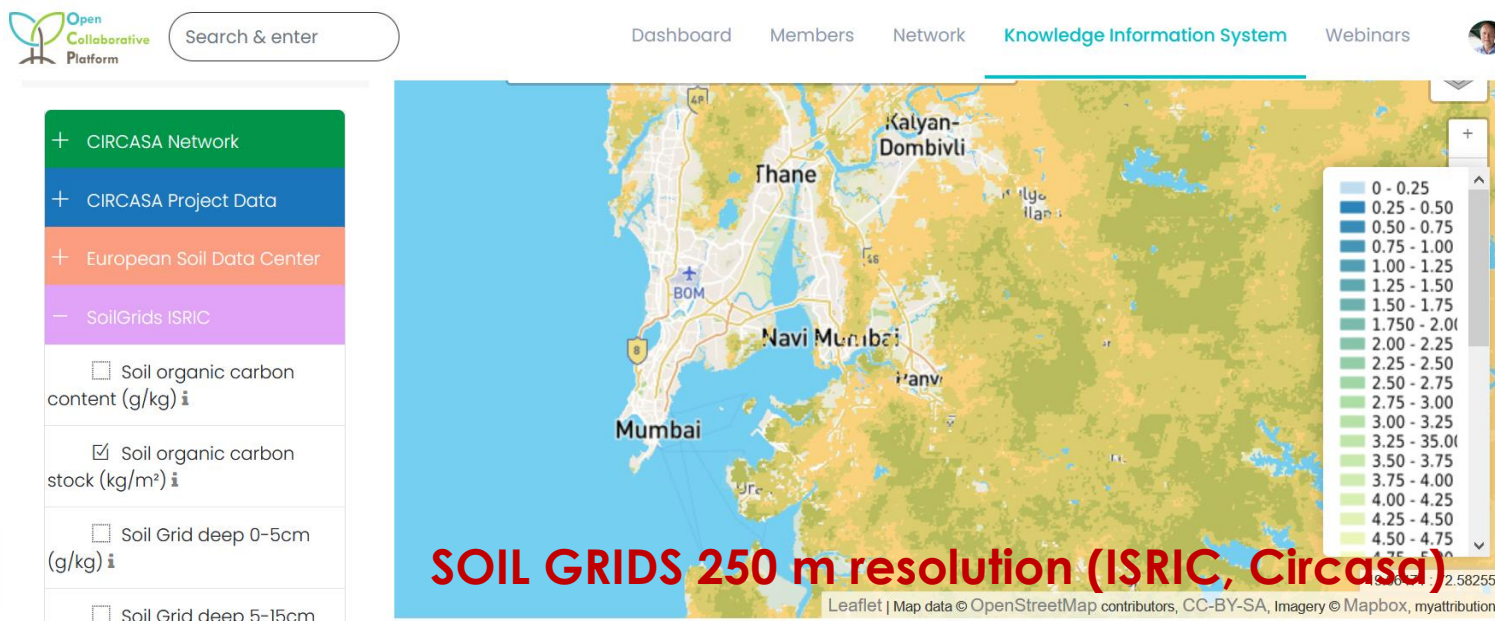 Open
Collaborative
Platform
Search & enter
Dashboard
Members
Network
Knowledge Information System
Webinars
+ CIRCASA Network
+ CIRCASA Project Data
+ European Soil Data Center
− SoilGrids ISRIC
Soil organic carbon
content (g/kg) i
Soil organic carbon
stock (kg/m²) i
Soil Grid deep 0-5cm
(g/kg) i
Soil Grid deep 5-15cm
Kalyan-
Dombivli
Thane
BOM
8
Navi Mumbai
Mumbai
+
0 - 0.25
0.25 - 0.50
0.50 - 0.75
0.75 - 1.00
1.00 - 1.25
1.25 - 1.50
1.50 - 1.75
1.750 - 2.00
2.00 - 2.25
2.25 - 2.50
2.50 - 2.75
2.75 - 3.00
3.00 - 3.25
3.25 - 35.00
3.50 - 3.75
3.75 - 4.00
4.00 - 4.25
4.25 - 4.50
4.50 - 4.75
SOIL GRIDS 250 m resolution (ISRIC, Circasa)
Leaflet | Map data © OpenStreetMap contributors, CC-BY-SA, Imagery © Mapbox, myattribution